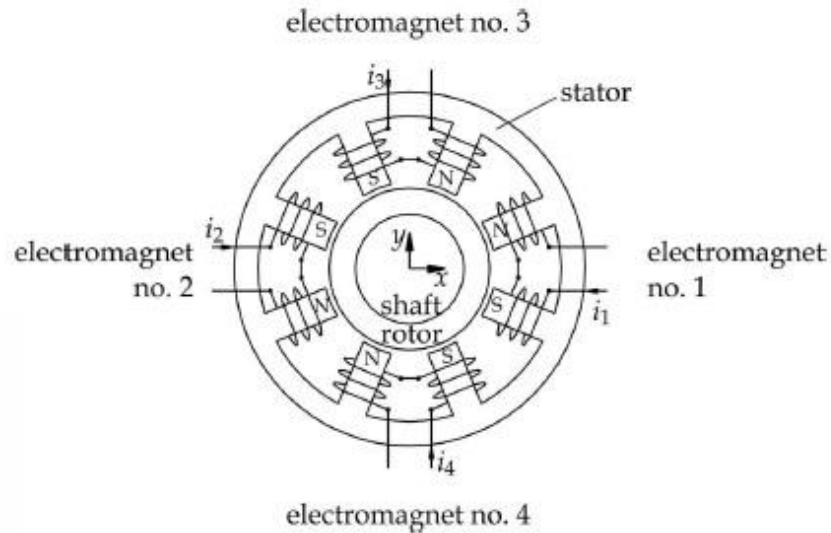 electromagnet no. 3
i3
stator
S
N
S
N
i2
electromagnet
no. 2
y
x
electromagnet
no. 1
N
shaft
S
i1
rotor
N
S
i4
electromagnet no. 4